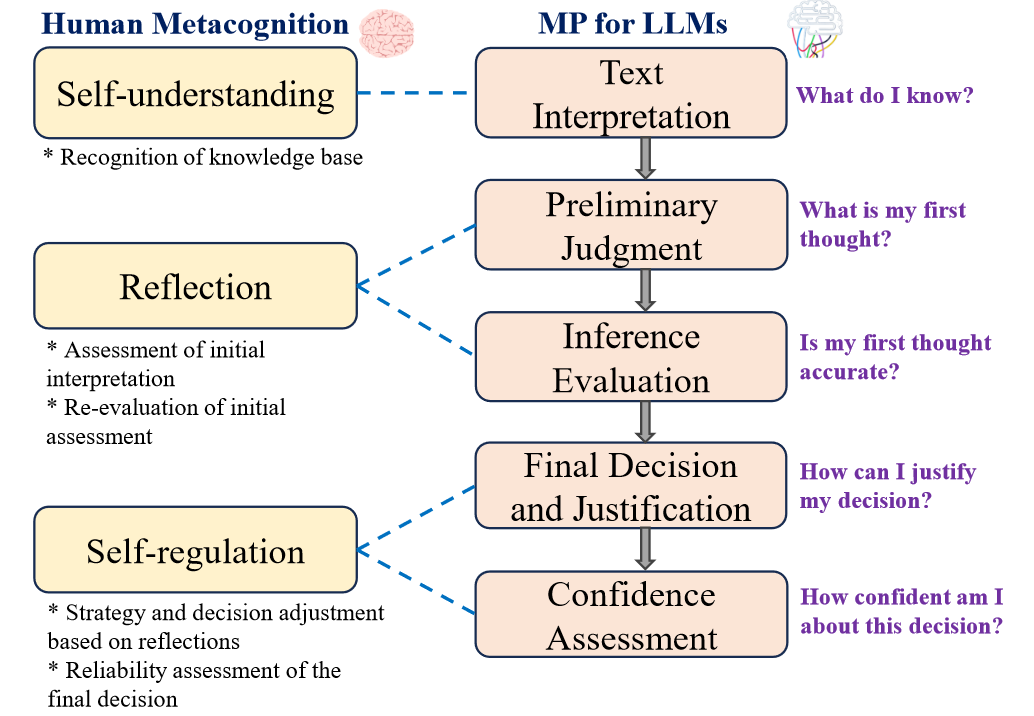 Human Metacognition
MP for LLMs
Self-understanding
* Recognition of knowledge base
Text
Interpretation
What do I know?
Preliminary
Judgment
What is my first
thought?
Reflection
* Assessment of initial
interpretation
* Re-evaluation of initial
assessment
Inference
Evaluation
Is my first thought
accurate?
Final Decision
and Justification
How can I justify
my decision?
Self-regulation
* Strategy and decision adjustment
based on reflections
* Reliability assessment of the
final decision
Confidence
Assessment
How confident am I
about this decision?